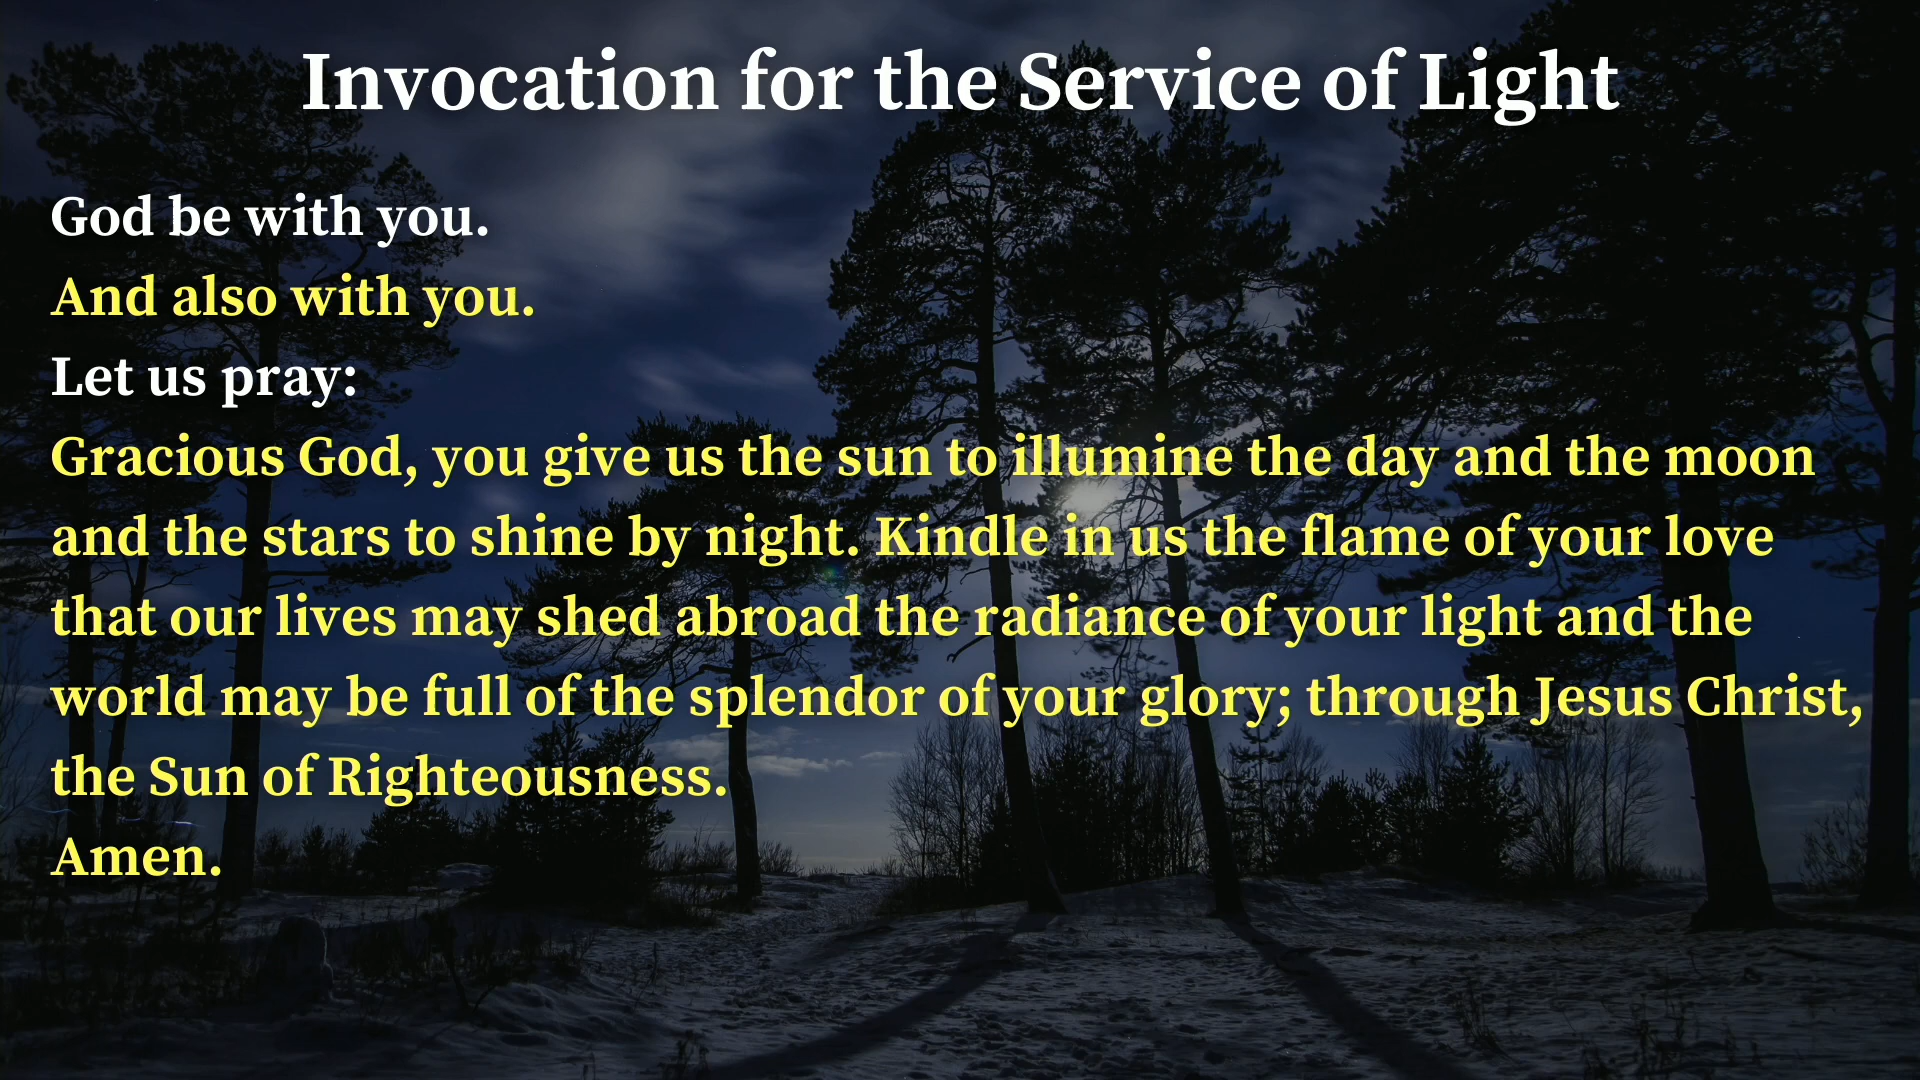 Invocation for the Service of Light
God be with you.
And also with you.
Let us pray:
Gracious God, you give us the sun to illumine the day and the moon
and the stars to shine by night. Kindle in us the flame of your love
that our lives may shed abroad the radiance of your light and the
world may be full of the splendor of your glory; through Jesus Christ,
the Sun of Righteousness.
Amen.